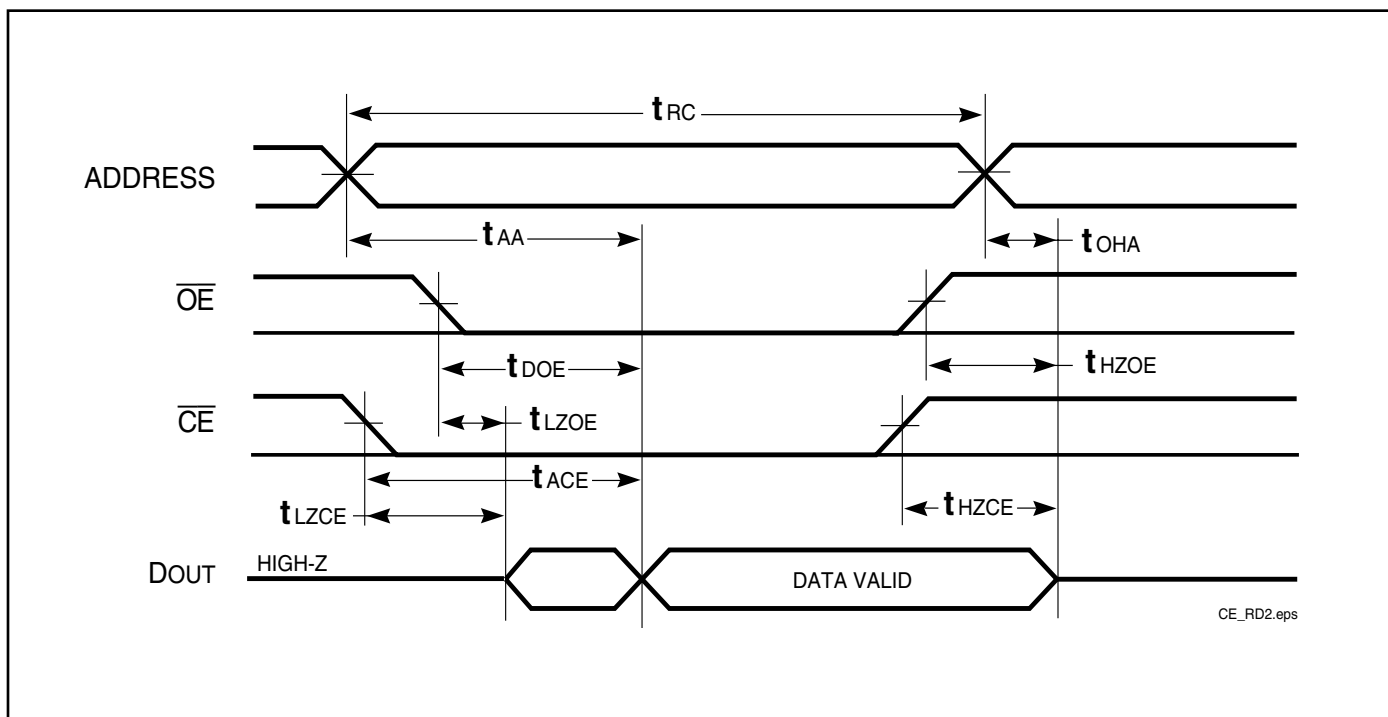 tRC
ADDRESS
tAA
tOHA
OE
tDOE
tHZOE
CE
tLZOE
tACE
tLZCE
tHZCE
DOUT
HIGH-Z
DATA VALID
CE_RD2.eps